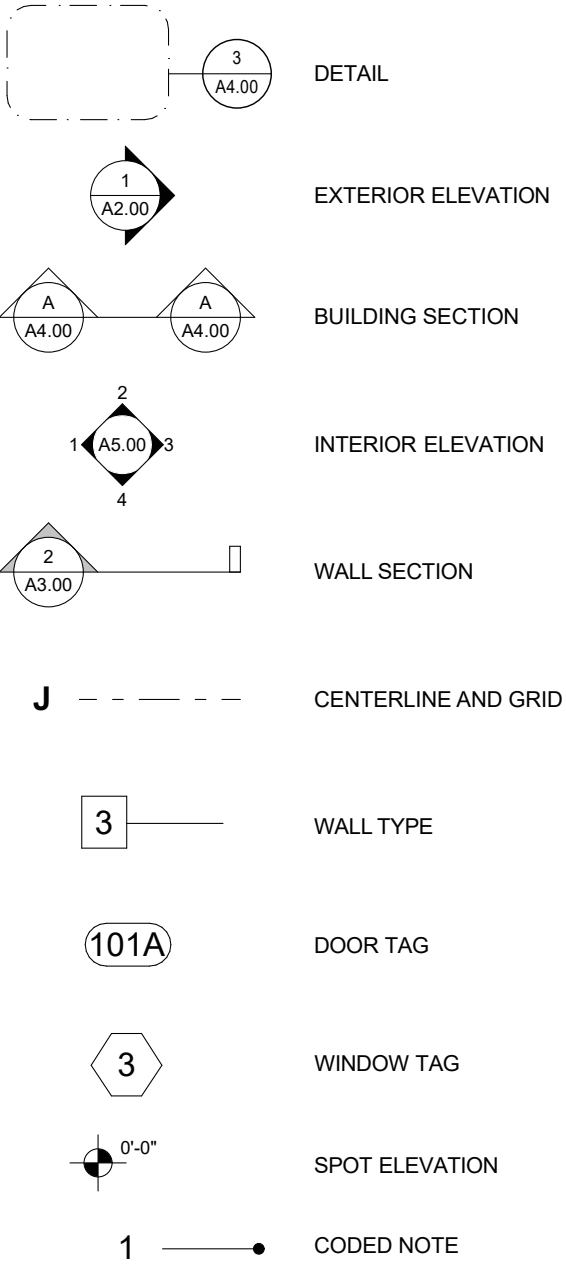 3
A4.00
DETAIL
1
A2.00
EXTERIOR ELEVATION
A
A4.00
A
A4.00
BUILDING SECTION
2
1 A5.00 3
4
INTERIOR ELEVATION
2
A3.00
WALL SECTION
J
CENTERLINE AND GRID
3
WALL TYPE
101A
DOOR TAG
3
WINDOW TAG
0'-0"
SPOT ELEVATION
1
CODED NOTE